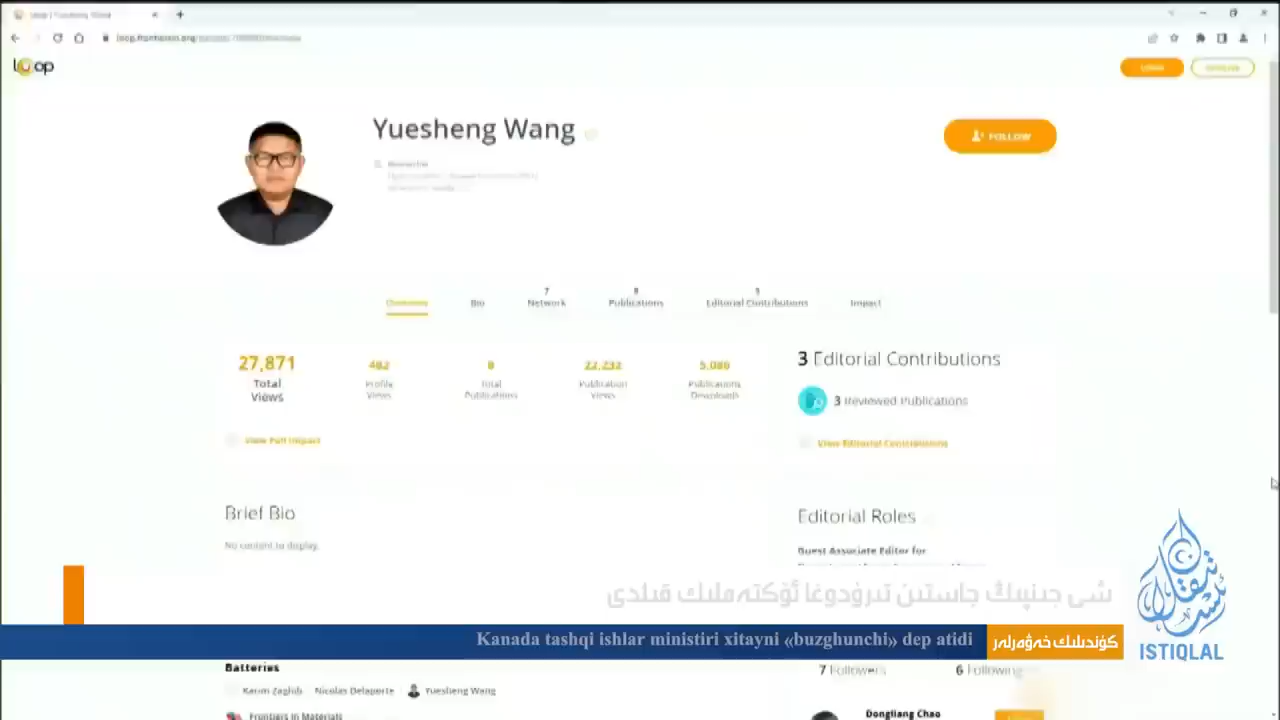 loop
Yuesheng Wang
FOLLOW
Overview
Bio
7
Network
8
Publications
3
Editorial Contributions
Impact
27,871
Total
Views
482
Profile
Views
8
Total
Publications
22,232
Publication
Views
5,080
Publications
Downloads
View Full Impact
3 Editorial Contributions
3 Reviewed Publications
View Editorial Contributions
Brief Bio
No content to display.
Editorial Roles
Guest Associate Editor for
شى جىنپىڭ جاستىن تىرۇدوغا ئۆكتەملىك قىلدى
Kanada tashqi ishlar ministiri xitayni «buzghunchi» dep atidi
كۈندىلىك خەۋەرلەر
ISTIQLAL
Batteries
Karim Zaghib
Nicolas Delaporte
Yuesheng Wang
Frontiers in Materials
7 Followers
6 Following
Dongliang Chao